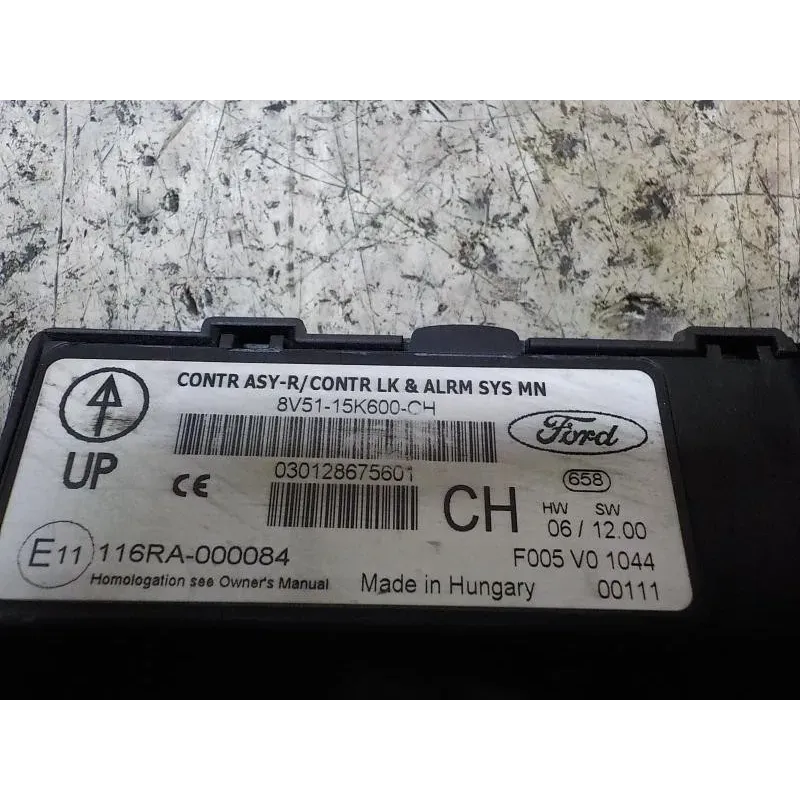 CONTR ASY-R/CONTR LK & ALRM SYS MN
8V51-15K600-CH
Ford
UP
CE
030128675601
CH
658
HW SW
06 / 12.00
E11 116RA-000084
F005 V0 1044
Homologation see Owner's Manual
Made in Hungary
00111